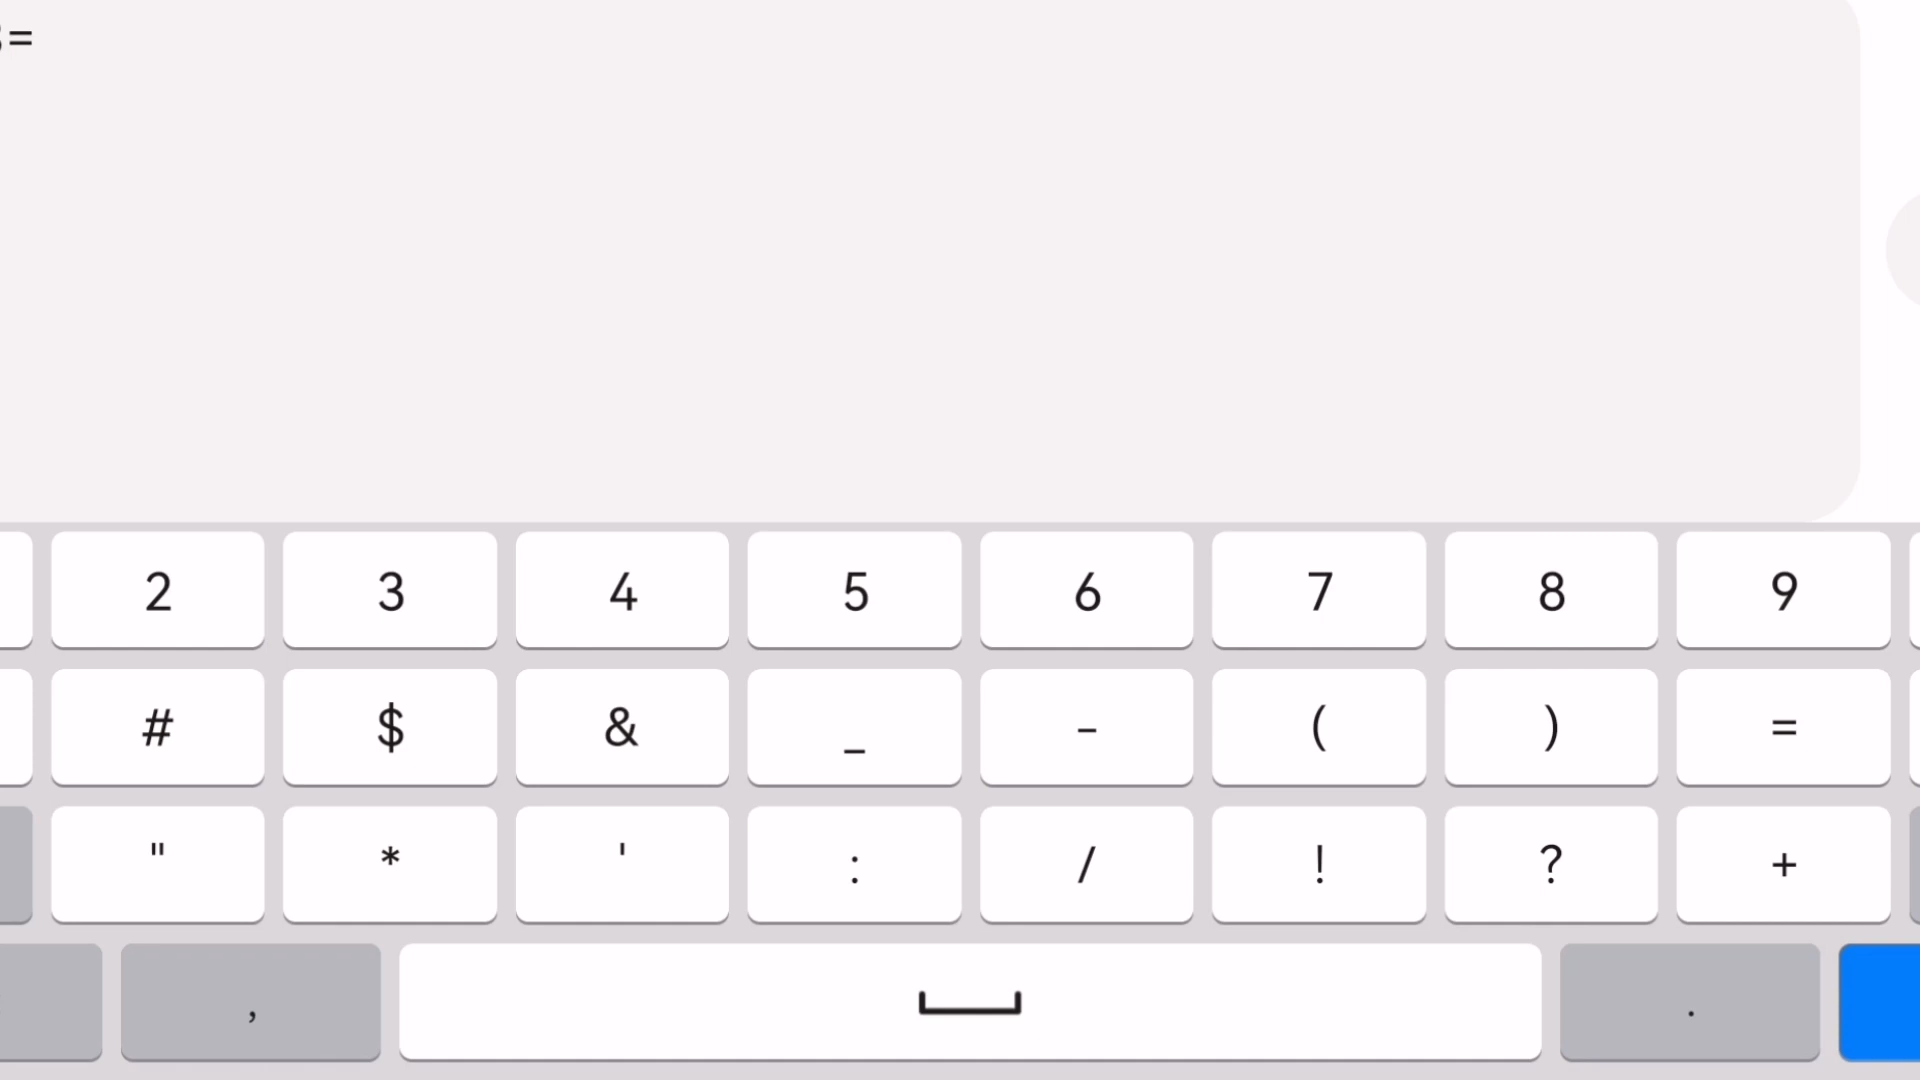 =
2 3 4 5 6 7 8 9
# $ & _ - ( ) =
" * ' : / ! ? +
, .